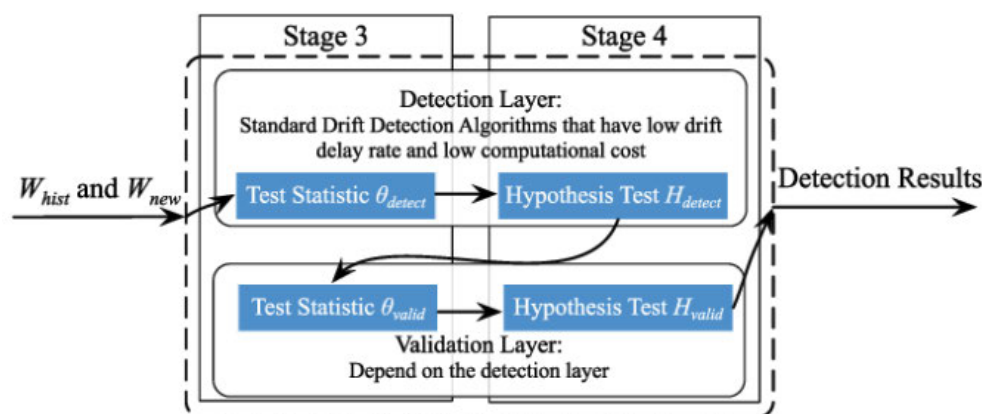 Stage 3
Stage 4
Detection Layer:
Standard Drift Detection Algorithms that have low drift
delay rate and low computational cost
W_hist and W_new
Test Statistic θ_detect
Hypothesis Test H_detect
Detection Results
Test Statistic θ_valid
Hypothesis Test H_valid
Validation Layer:
Depend on the detection layer